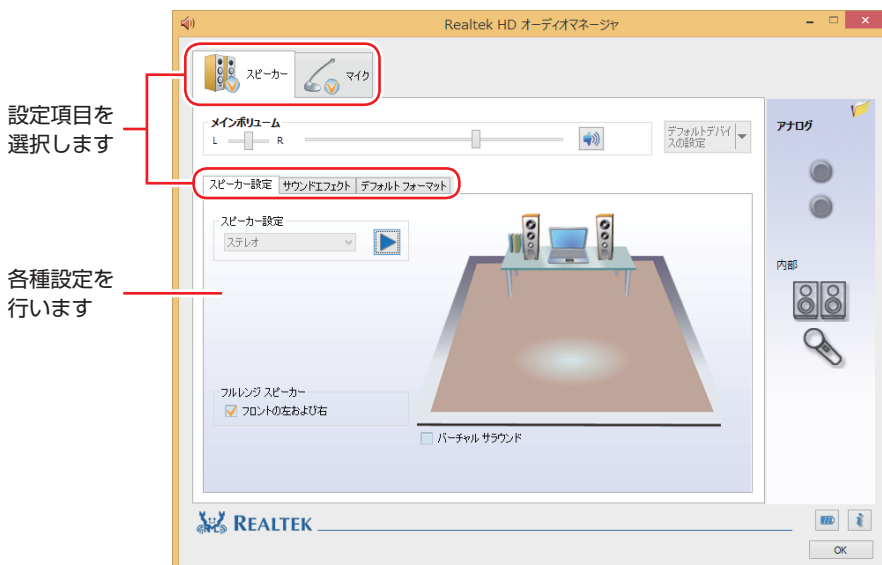 Realtek HD オーディオマネージャ
スピーカー
マイク
設定項目を
選択します
メインボリューム
L
R
デフォルトデバイ
スの設定
アナログ
スピーカー設定
サウンドエフェクト
デフォルト フォーマット
スピーカー設定
ステレオ
各種設定を
行います
内部
フルレンジ スピーカー
フロントの左および右
バーチャル サラウンド
REALTEK
OK